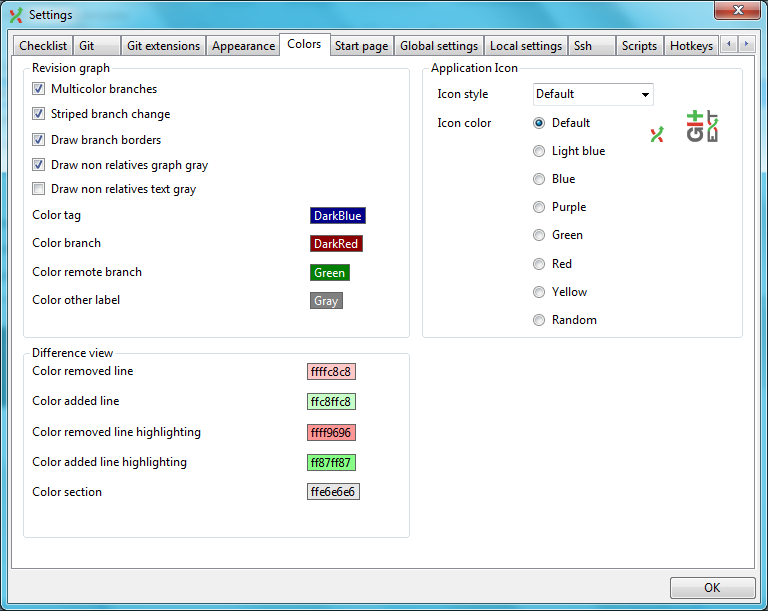 Settings
Checklist Git Git extensions Appearance Colors Start page Global settings Local settings Ssh Scripts Hotkeys
Revision graph
Multicolor branches
Striped branch change
Draw branch borders
Draw non relatives graph gray
Draw non relatives text gray
Color tag DarkBlue
Color branch DarkRed
Color remote branch Green
Color other label Gray
Application Icon
Icon style Default
Icon color Default
Light blue
Blue
Purple
Green
Red
Yellow
Random
Git EXT
Difference view
Color removed line ffffc8c8
Color added line ffc8ffc8
Color removed line highlighting ffff9696
Color added line highlighting ff87ff87
Color section ffe6e6e6
OK